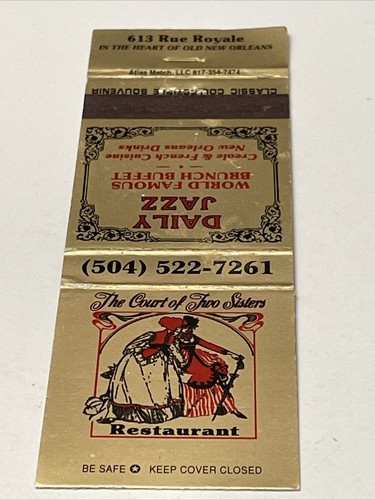 613 Rue Royale
IN THE HEART OF OLD NEW ORLEANS
Atlas Match, LLC 817-354-7474
CLASSIC COLLECTIBLE SOUVENIR
DAILY
JAZZ
WORLD FAMOUS
BRUNCH BUFFET
Creole & French Cuisine
New Orleans Drinks
(504) 522-7261
The Court of Two Sisters
Restaurant
BE SAFE ✪ KEEP COVER CLOSED